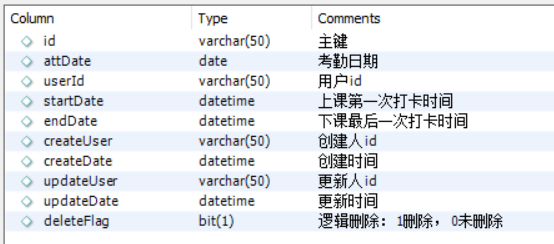 Column Type Comments
id varchar(50) 主键
attDate date 考勤日期
userId varchar(50) 用户id
startDate datetime 上课第一次打卡时间
endDate datetime 下课最后一次打卡时间
createUser varchar(50) 创建人id
createDate datetime 创建时间
updateUser varchar(50) 更新人id
updateDate datetime 更新时间
deleteFlag bit(1) 逻辑删除：1删除，0未删除